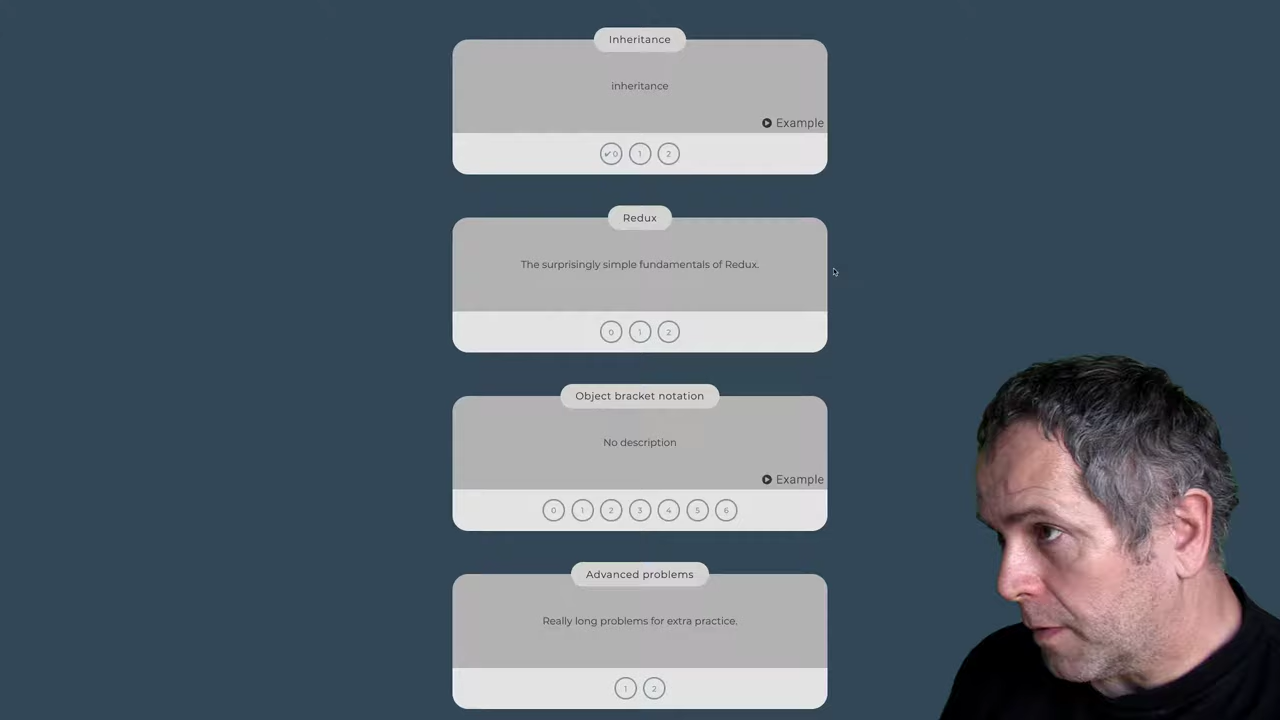 Inheritance
inheritance
Example
✔0 1 2
Redux
The surprisingly simple fundamentals of Redux.
0 1 2
Object bracket notation
No description
Example
0 1 2 3 4 5 6
Advanced problems
Really long problems for extra practice.
1 2